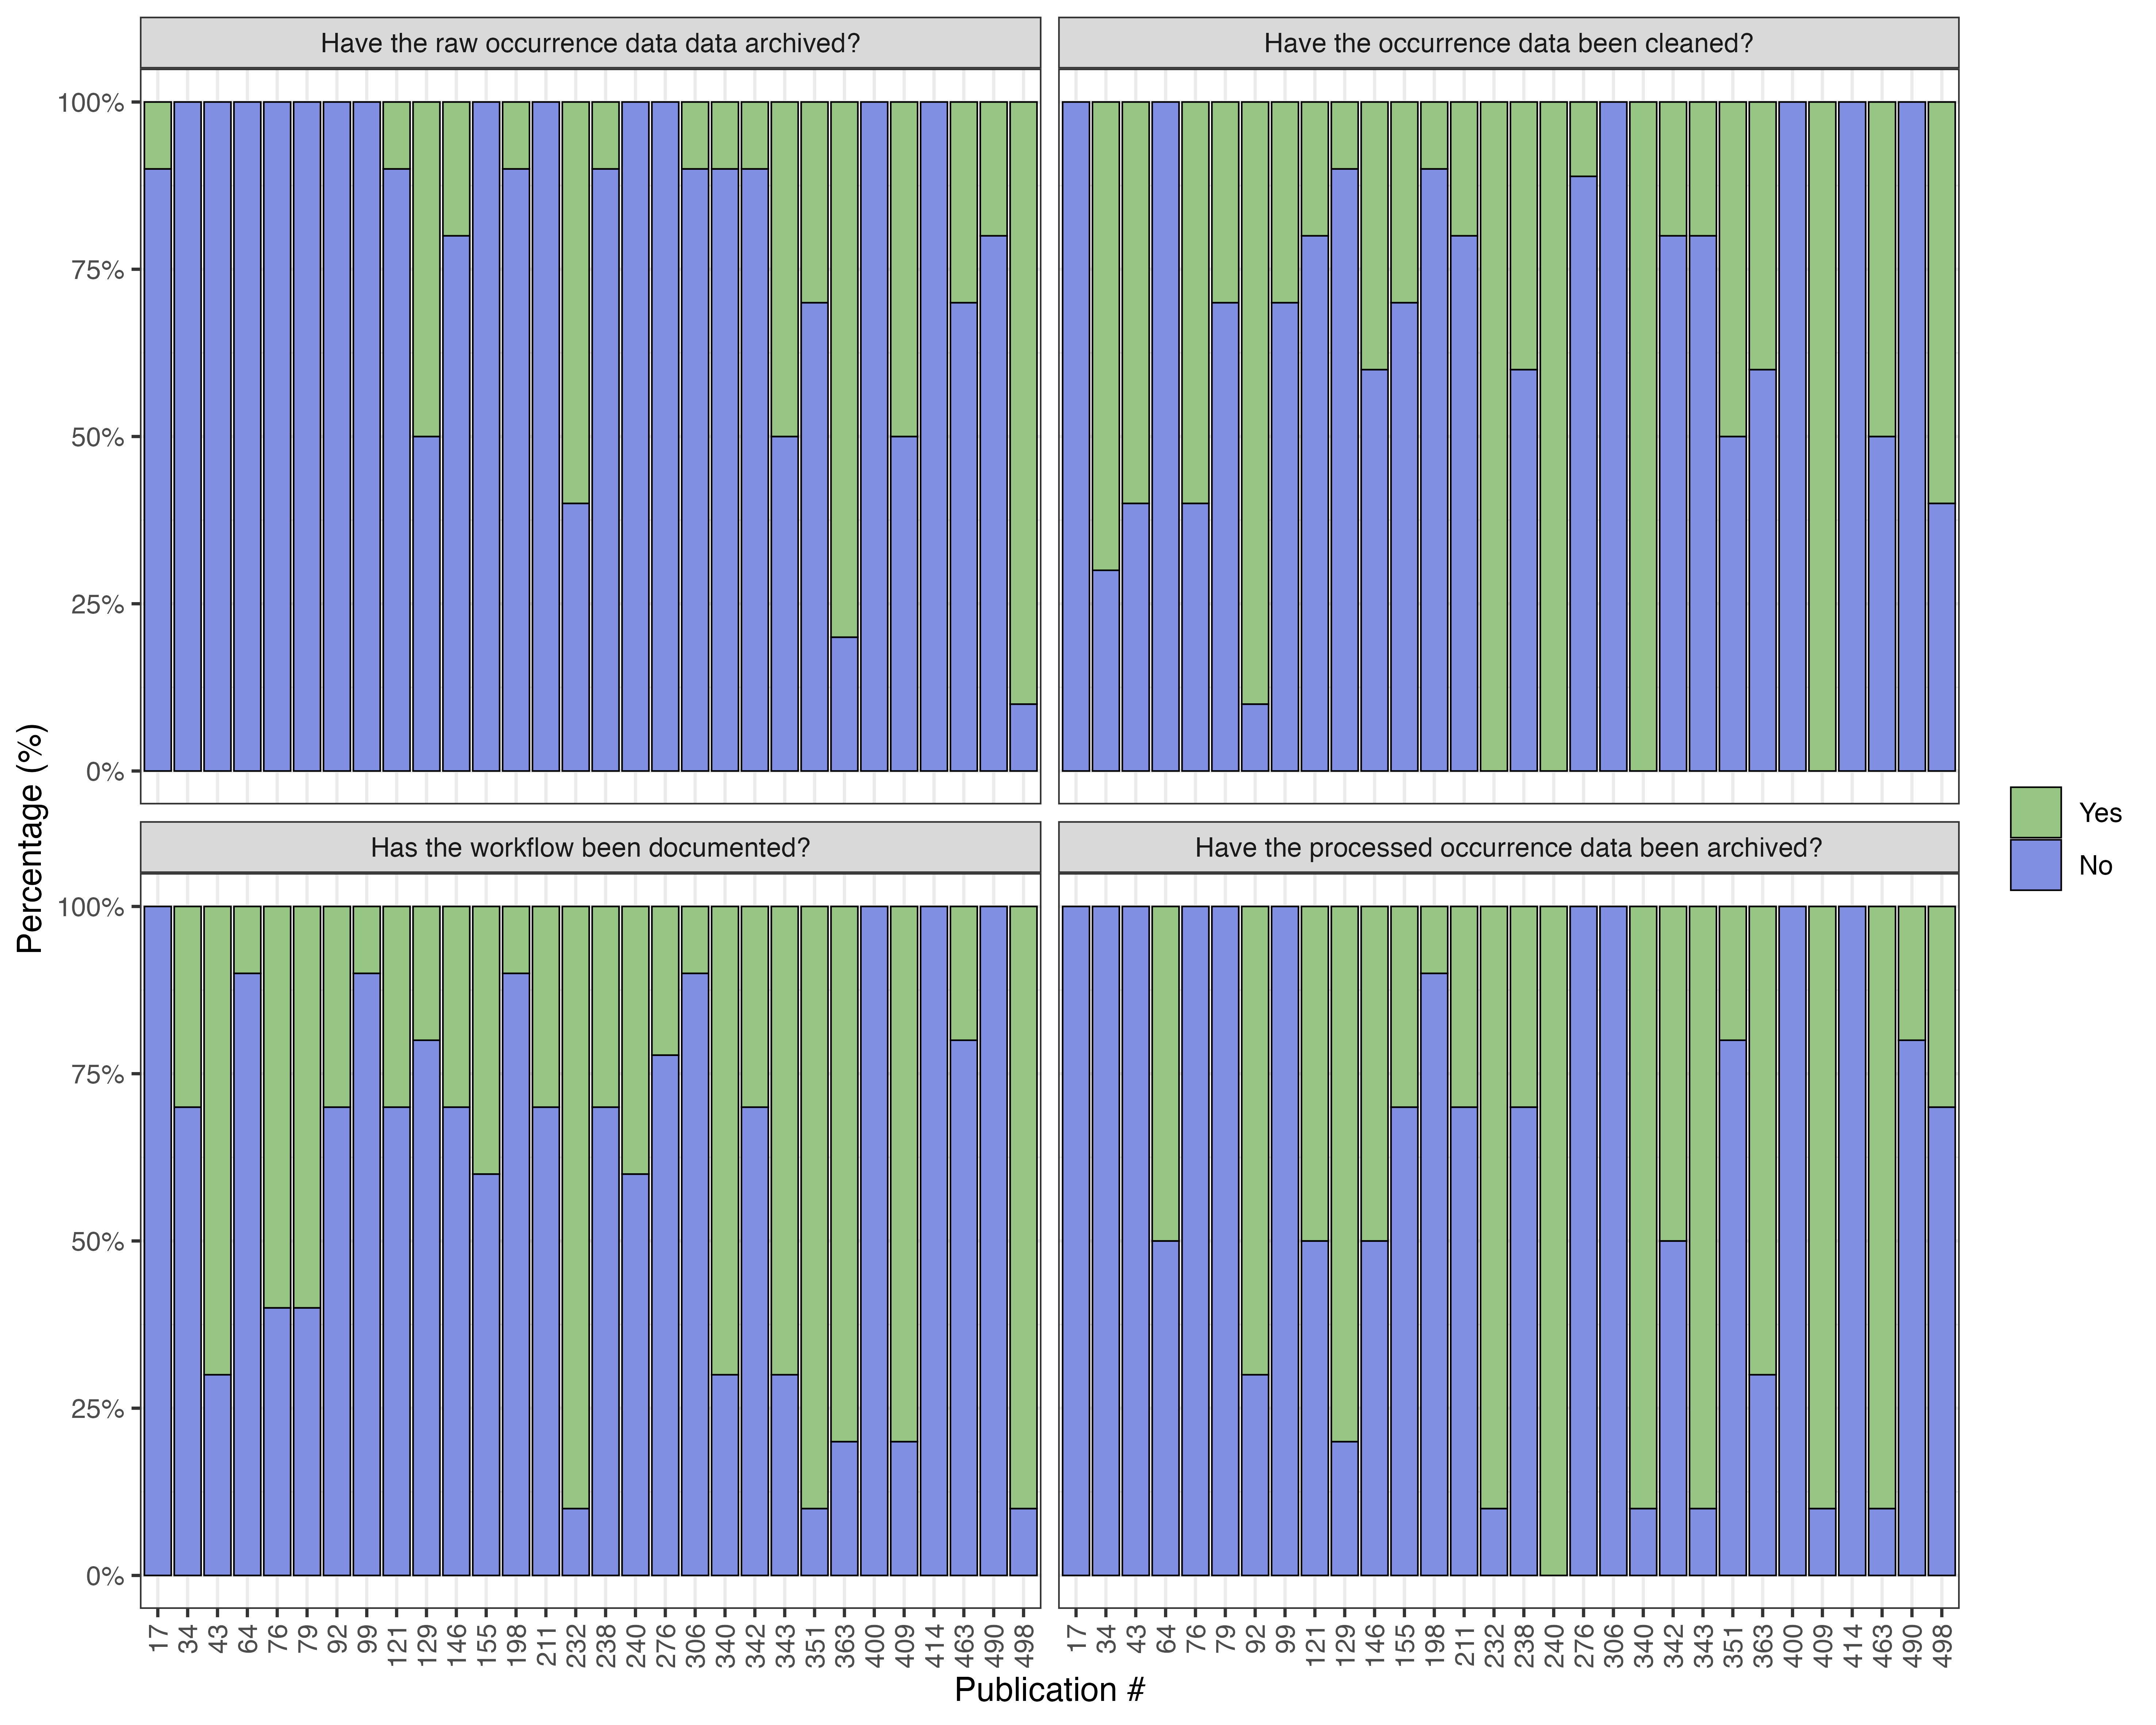 Have the raw occurrence data data archived?
Have the occurrence data been cleaned?
100%
75%
50%
25%
0%
Has the workflow been documented?
Have the processed occurrence data been archived?
100%
75%
50%
25%
0%
Percentage (%)
Yes
No
17 34 43 64 76 79 92 99 121 129 146 155 198 211 232 238 240 276 306 340 342 343 351 363 400 409 414 463 490 498
17 34 43 64 76 79 92 99 121 129 146 155 198 211 232 238 240 276 306 340 342 343 351 363 400 409 414 463 490 498
Publication #